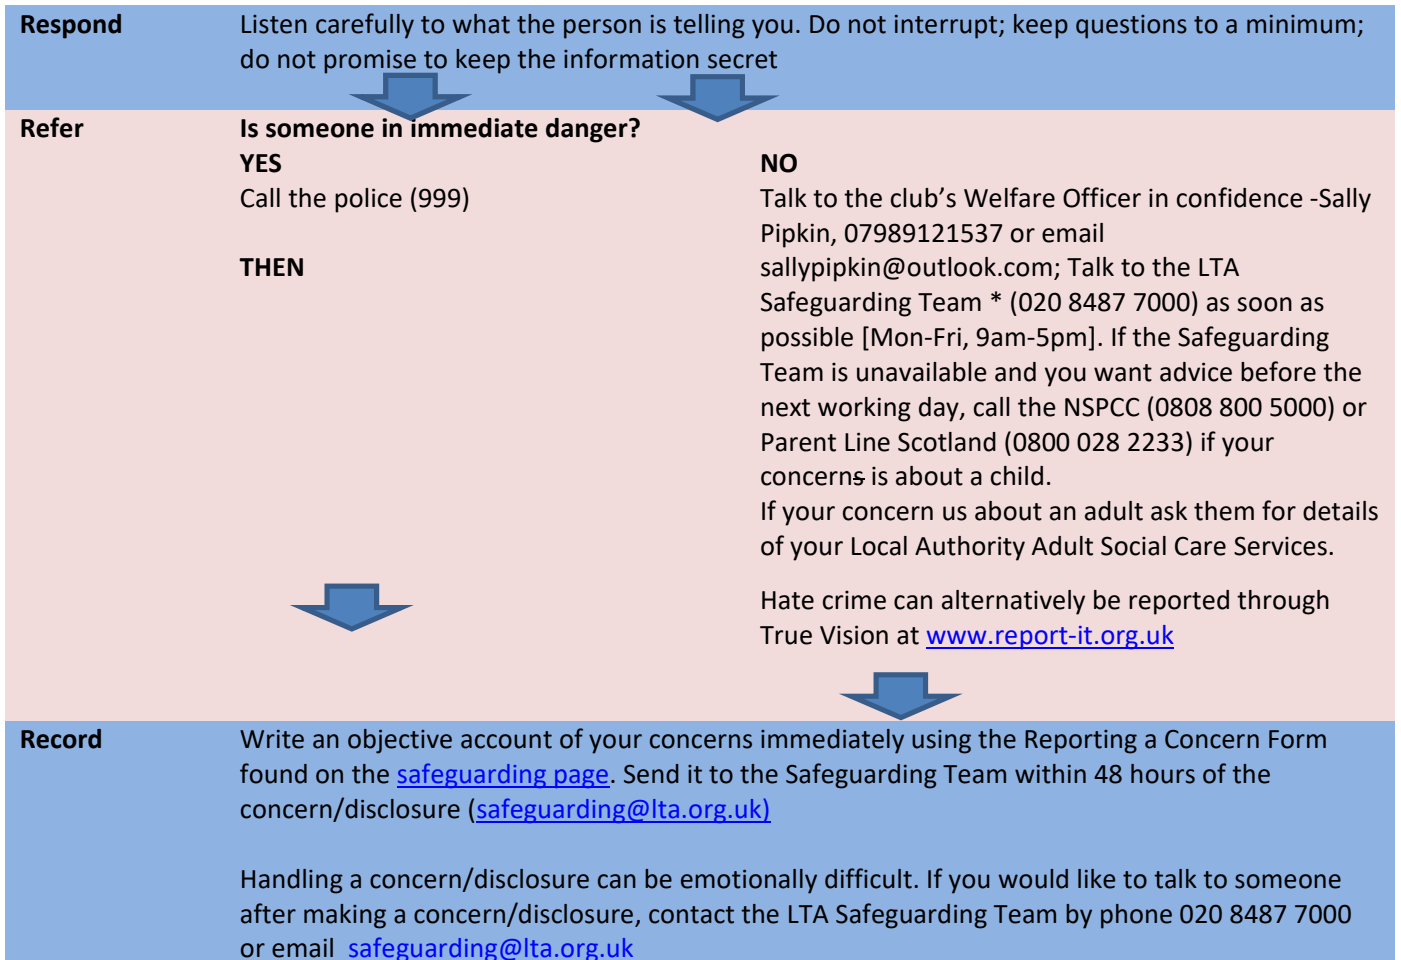 Respond
Listen carefully to what the person is telling you. Do not interrupt; keep questions to a minimum;
do not promise to keep the information secret
Refer
Is someone in immediate danger?
YES
Call the police (999)
THEN
NO
Talk to the club’s Welfare Officer in confidence -Sally
Pipkin, 07989121537 or email
sallypipkin@outlook.com; Talk to the LTA
Safeguarding Team * (020 8487 7000) as soon as
possible [Mon-Fri, 9am-5pm]. If the Safeguarding
Team is unavailable and you want advice before the
next working day, call the NSPCC (0808 800 5000) or
Parent Line Scotland (0800 028 2233) if your
concerns is about a child.
If your concern us about an adult ask them for details
of your Local Authority Adult Social Care Services.
Hate crime can alternatively be reported through
True Vision at www.report-it.org.uk
Record
Write an objective account of your concerns immediately using the Reporting a Concern Form
found on the safeguarding page. Send it to the Safeguarding Team within 48 hours of the
concern/disclosure (safeguarding@lta.org.uk)
Handling a concern/disclosure can be emotionally difficult. If you would like to talk to someone
after making a concern/disclosure, contact the LTA Safeguarding Team by phone 020 8487 7000
or email safeguarding@lta.org.uk